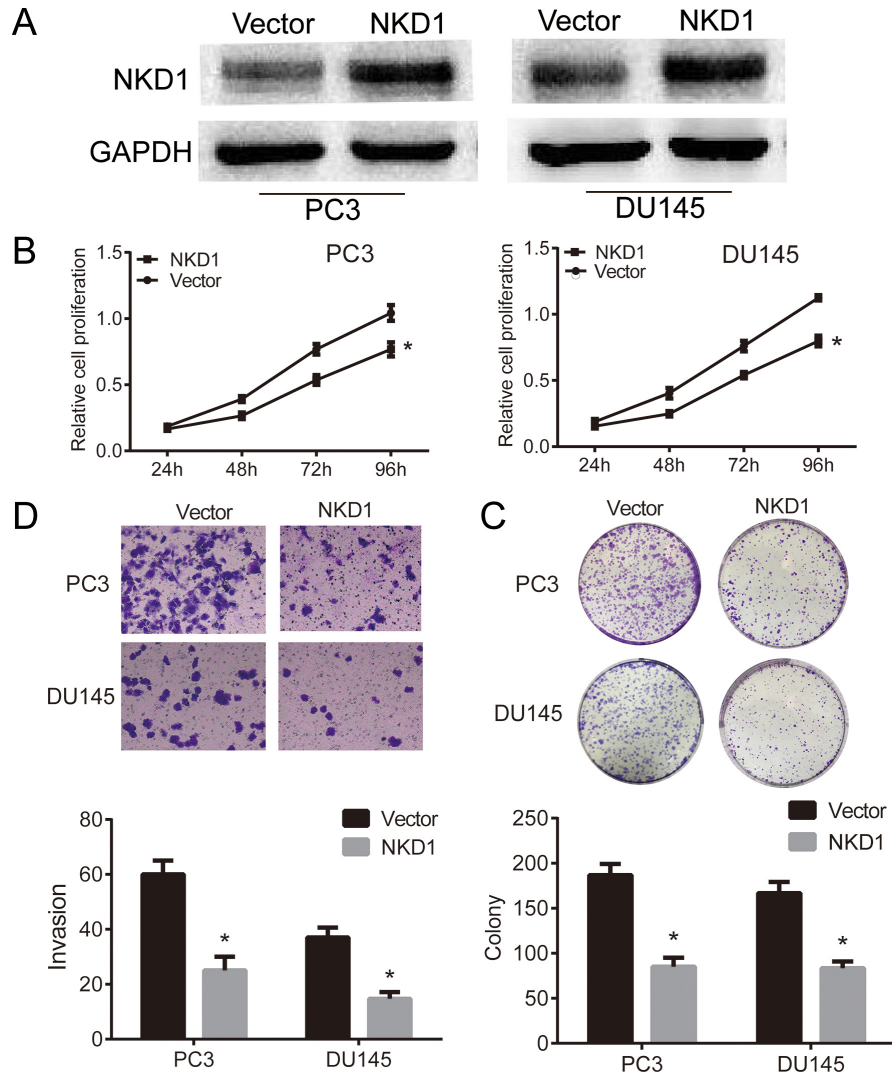 A
Vector NKD1 Vector NKD1
NKD1
GAPDH
PC3 DU145
B
Relative cell proliferation
1.5
1.0
0.5
0.0
NKD1
Vector
PC3
*
24h 48h 72h 96h
Relative cell proliferation
1.5
1.0
0.5
0.0
NKD1
Vector
DU145
*
24h 48h 72h 96h
D
Vector NKD1
PC3
DU145
Invasion
80
60
40
20
0
Vector
NKD1
*
*
PC3 DU145
C
Vector NKD1
PC3
DU145
Colony
250
200
150
100
50
0
Vector
NKD1
*
*
PC3 DU145